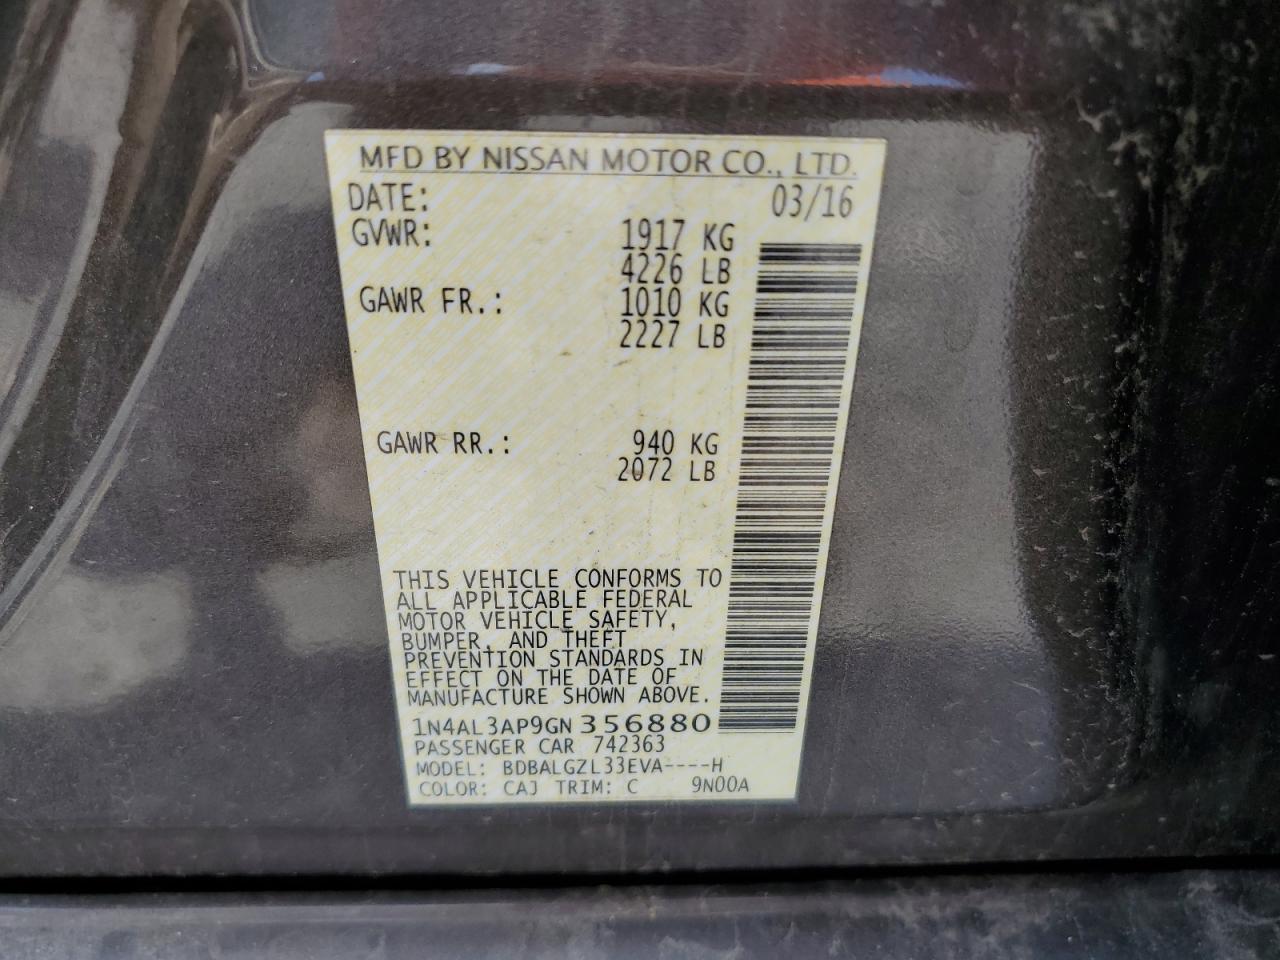 MFD BY NISSAN MOTOR CO., LTD.
DATE: 03/16
GVWR: 1917 KG
4226 LB
GAWR FR.: 1010 KG
2227 LB
GAWR RR.: 940 KG
2072 LB
THIS VEHICLE CONFORMS TO
ALL APPLICABLE FEDERAL
MOTOR VEHICLE SAFETY,
BUMPER, AND THEFT
PREVENTION STANDARDS IN
EFFECT ON THE DATE OF
MANUFACTURE SHOWN ABOVE.
1N4AL3AP9GN356880
PASSENGER CAR 742363
MODEL: BDBALGZL33EVA----H
COLOR: CAJ TRIM: C 9N00A